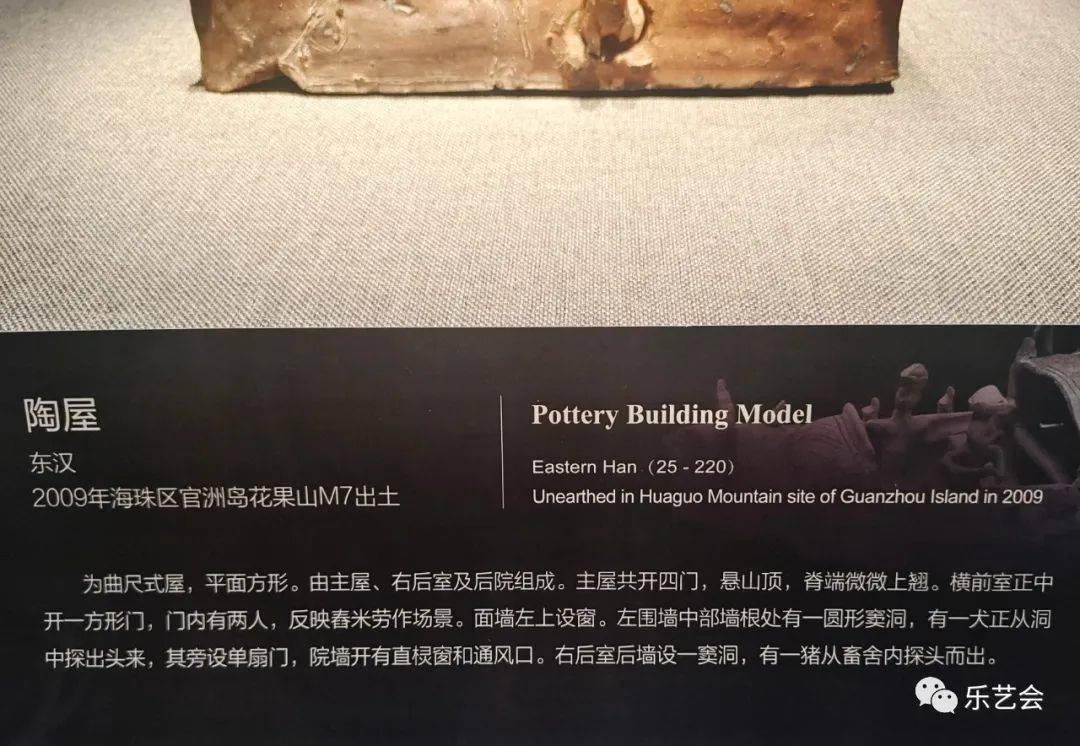 陶屋
东汉
2009年海珠区官洲岛花果山M7出土
Pottery Building Model
Eastern Han（25 - 220）
Unearthed in Huaguo Mountain site of Guanzhou Island in 2009
为曲尺式屋，平面方形。由主屋、右后室及后院组成。主屋共开四门，悬山顶，脊端微微上翘。横前室正中
开一方形门，门内有两人，反映舂米劳作场景。面墙左上设窗。左围墙中部墙根处有一圆形窦洞，有一犬正从洞
中探出头来，其旁设单扇门，院墙开有直棂窗和通风口。右后室后墙设一窦洞，有一猪从畜舍内探头而出。
乐艺会